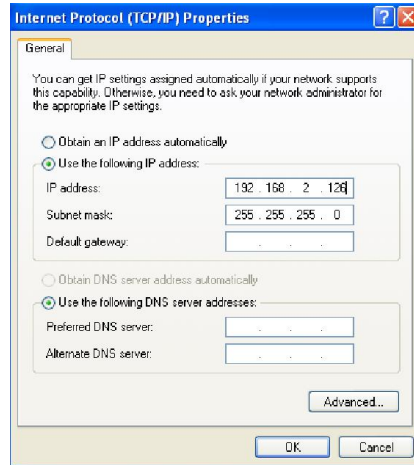 Internet Protocol (TCP/IP) Properties
General
You can get IP settings assigned automatically if your network supports
this capability. Otherwise, you need to ask your network administrator for
the appropriate IP settings.
Obtain an IP address automatically
Use the following IP address:
IP address: 192 . 168 . 2 . 126
Subnet mask: 255 . 255 . 255 . 0
Default gateway: . . .
Obtain DNS server address automatically
Use the following DNS server addresses:
Preferred DNS server: . . .
Alternate DNS server: . . .
Advanced...
OK Cancel